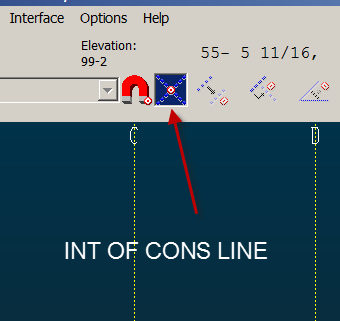 Interface Options Help
Elevation:
99-2
55- 5 11/16,
C D
INT OF CONS LINE